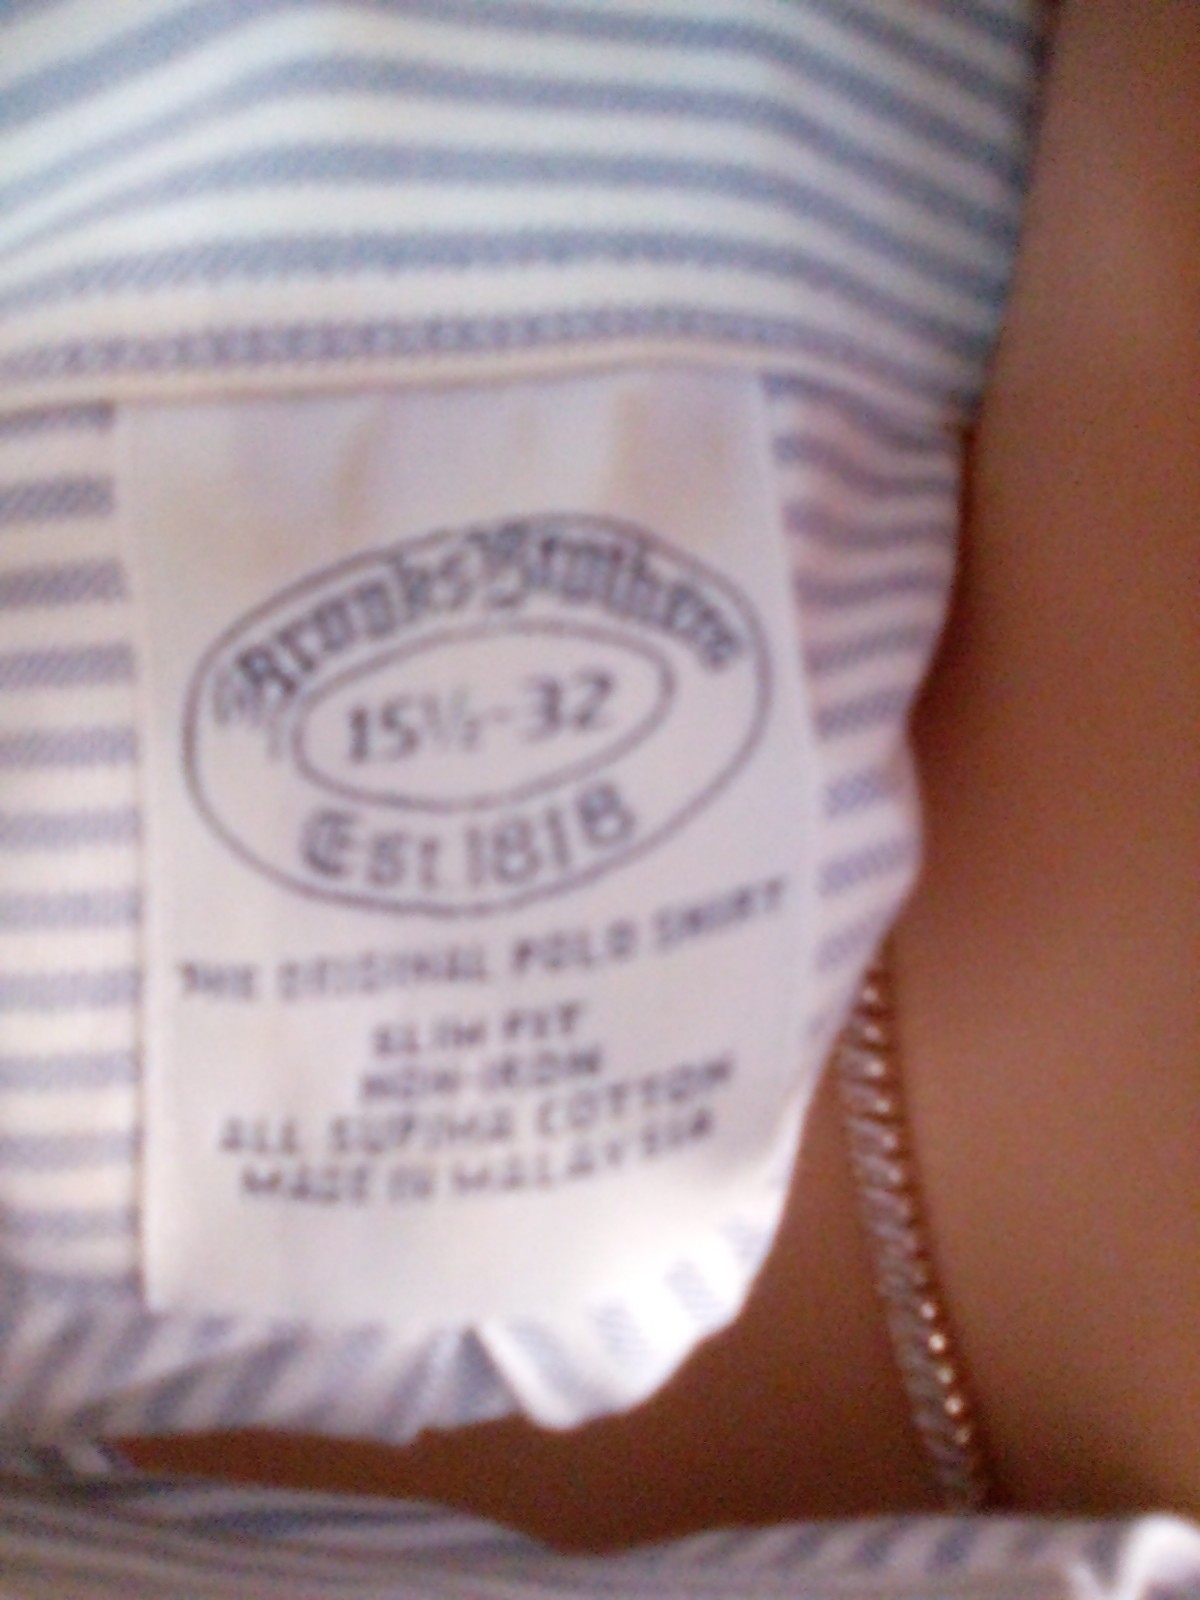 Brooks Brothers
15½-32
Est. 1818
THE ORIGINAL POLO SHIRT
SLIM FIT
NON-IRON
ALL SUPIMA COTTON
MADE IN MALAYSIA